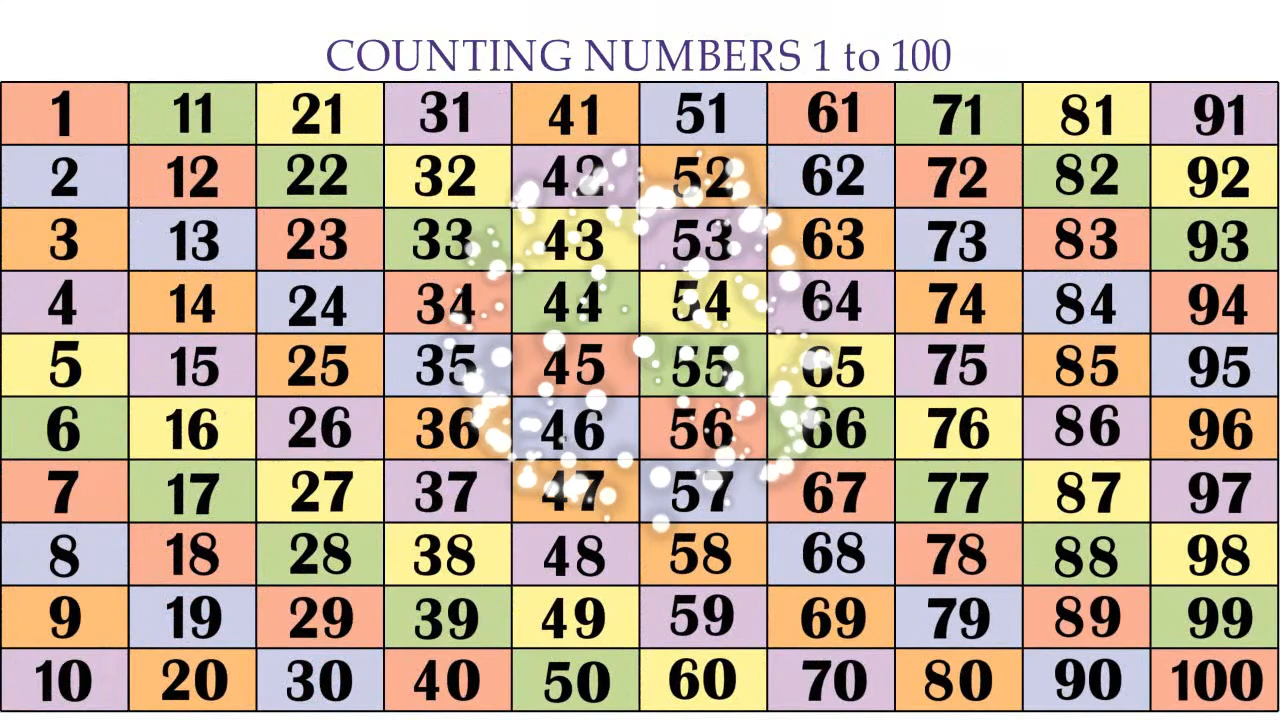 COUNTING NUMBERS 1 to 100
1 11 21 31 41 51 61 71 81 91
2 12 22 32 42 52 62 72 82 92
3 13 23 33 43 53 63 73 83 93
4 14 24 34 44 54 64 74 84 94
5 15 25 35 45 55 65 75 85 95
6 16 26 36 46 56 66 76 86 96
7 17 27 37 47 57 67 77 87 97
8 18 28 38 48 58 68 78 88 98
9 19 29 39 49 59 69 79 89 99
10 20 30 40 50 60 70 80 90 100